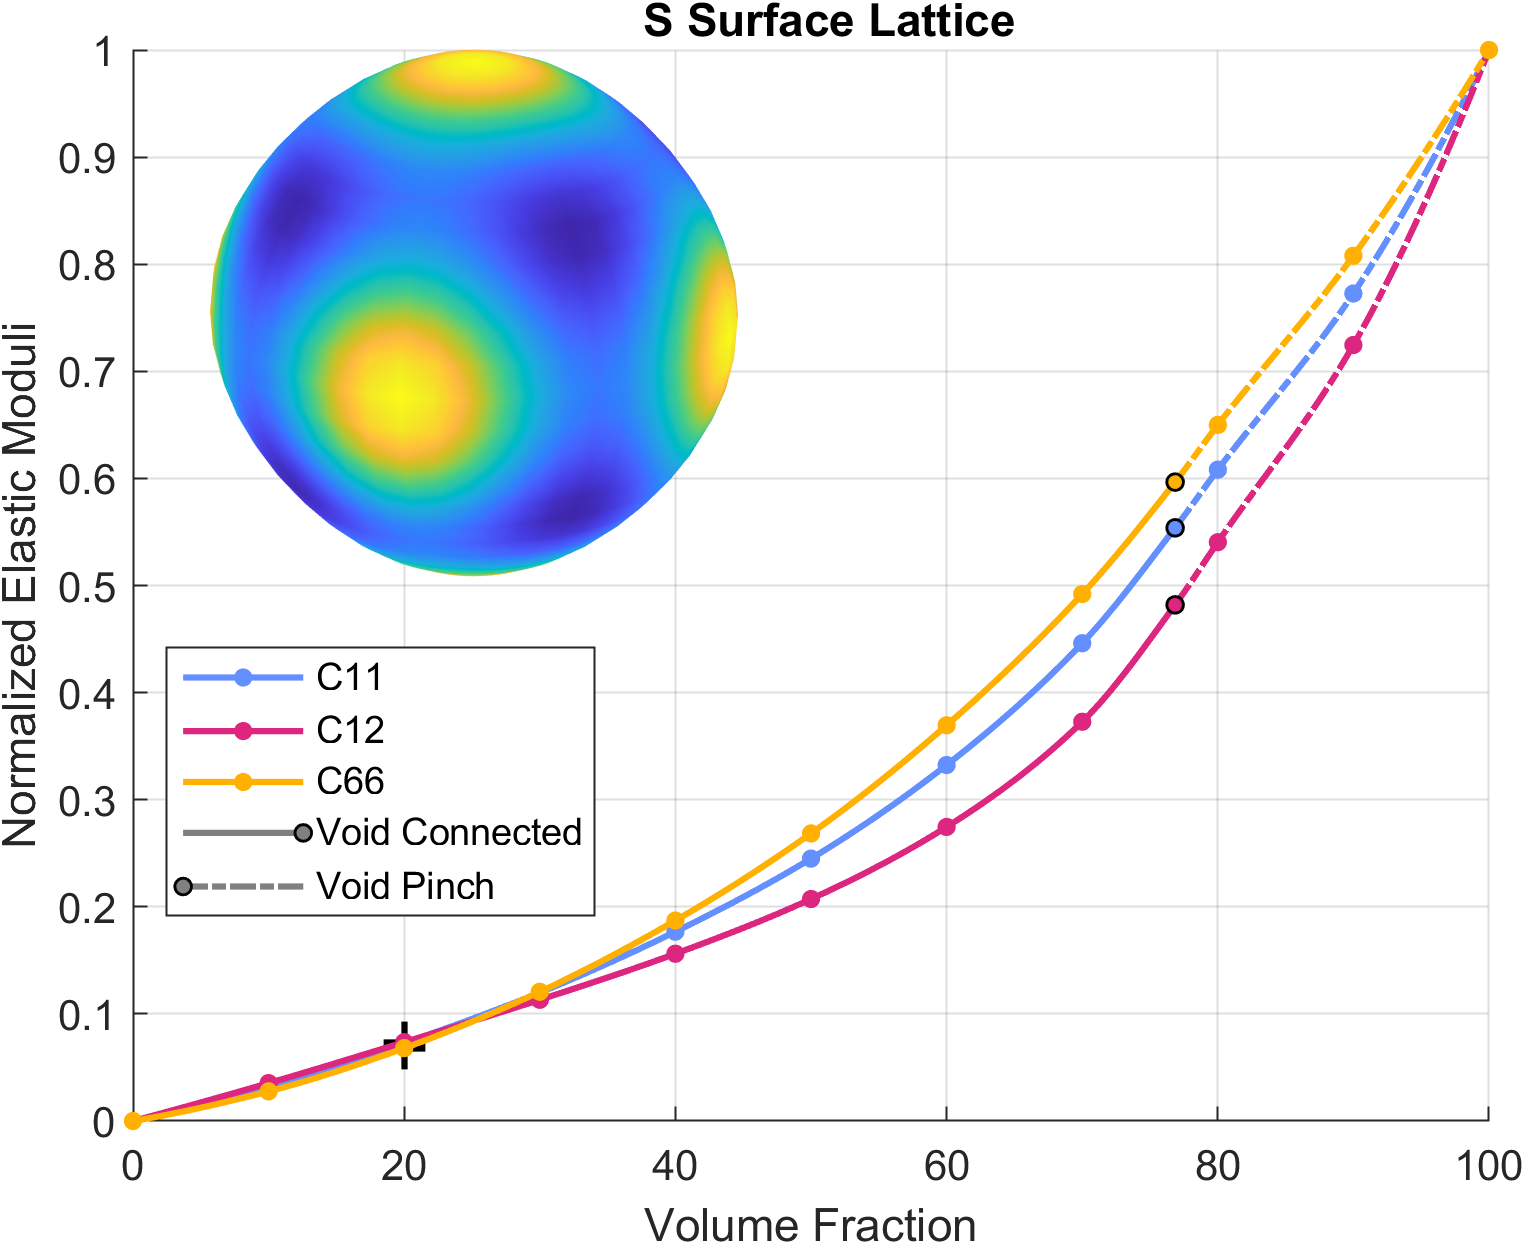 S Surface Lattice
1
0.9
0.8
0.7
0.6
0.5
0.4
0.3
0.2
0.1
0
Normalized Elastic Moduli
C11
C12
C66
Void Connected
Void Pinch
0 20 40 60 80 100
Volume Fraction